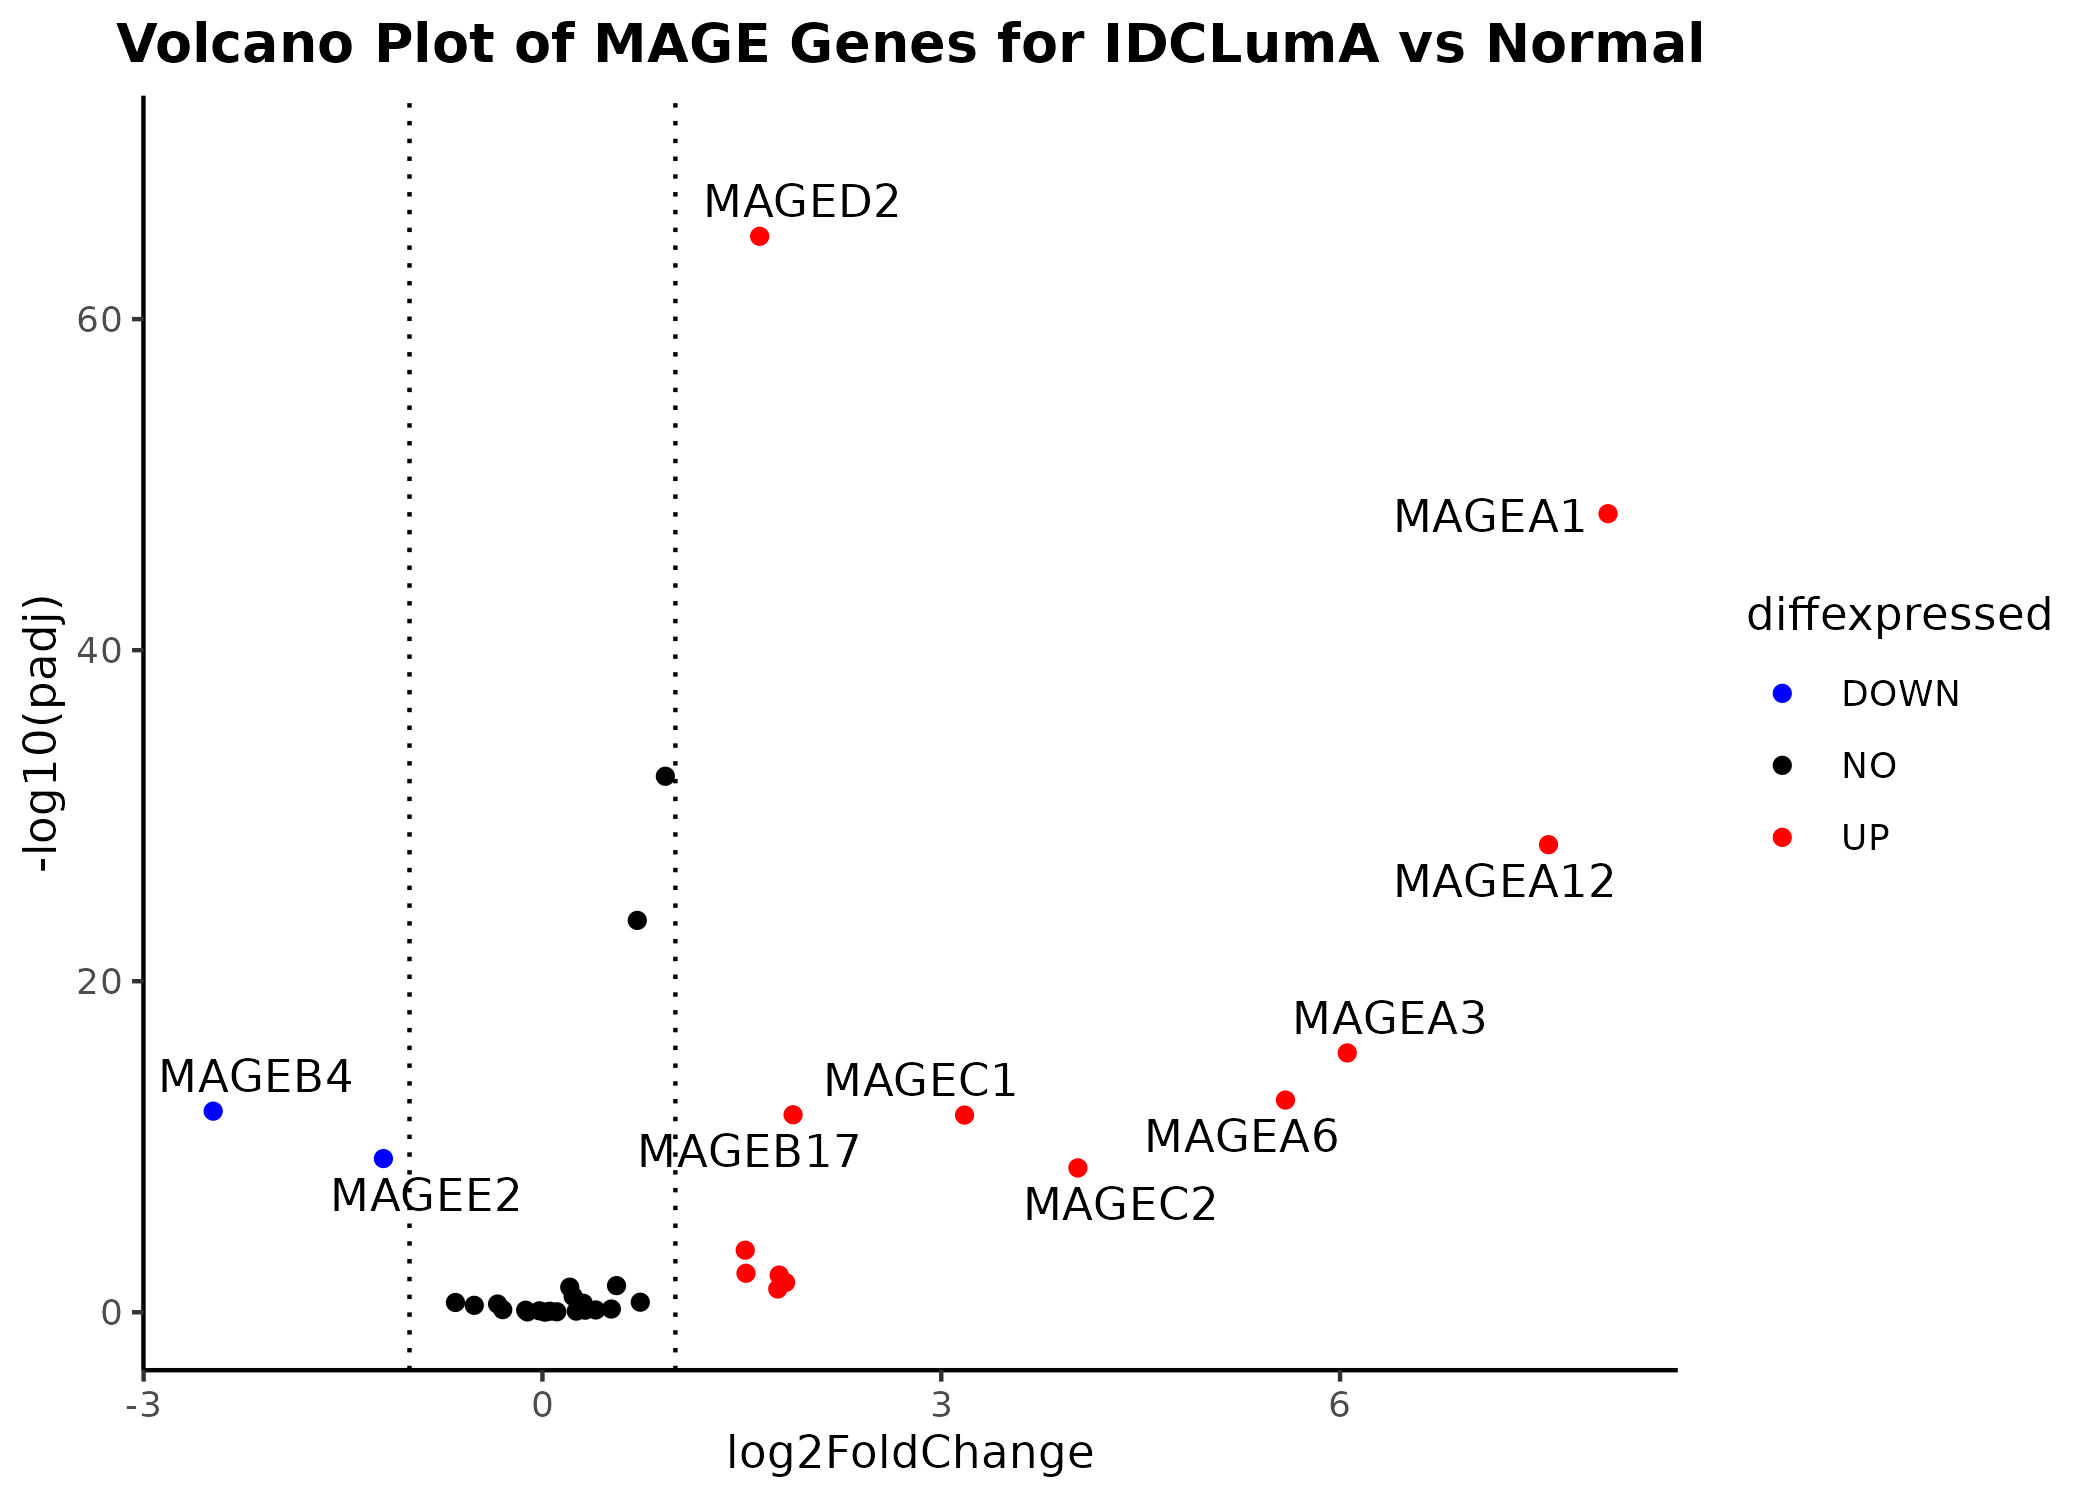 Volcano Plot of MAGE Genes for IDCLumA vs Normal
MAGED2
60
MAGEA1
diffexpressed
-log10(padj)
40
DOWN
NO
UP
MAGEA12
20
MAGEA3
MAGEB4
MAGEC1
MAGEA6
MAGEB17
MAGEE2
MAGEC2
0
-3
0
3
6
log2FoldChange